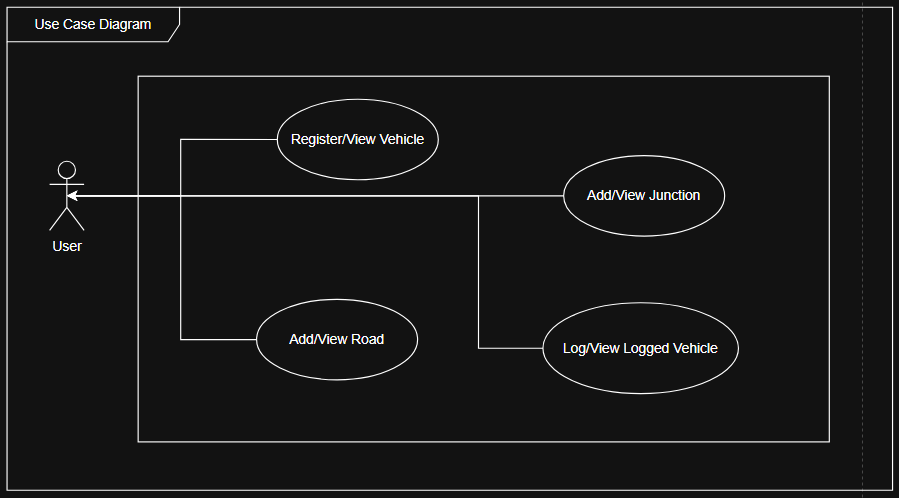 Use Case Diagram
Register/View Vehicle
Add/View Junction
User
Add/View Road
Log/View Logged Vehicle